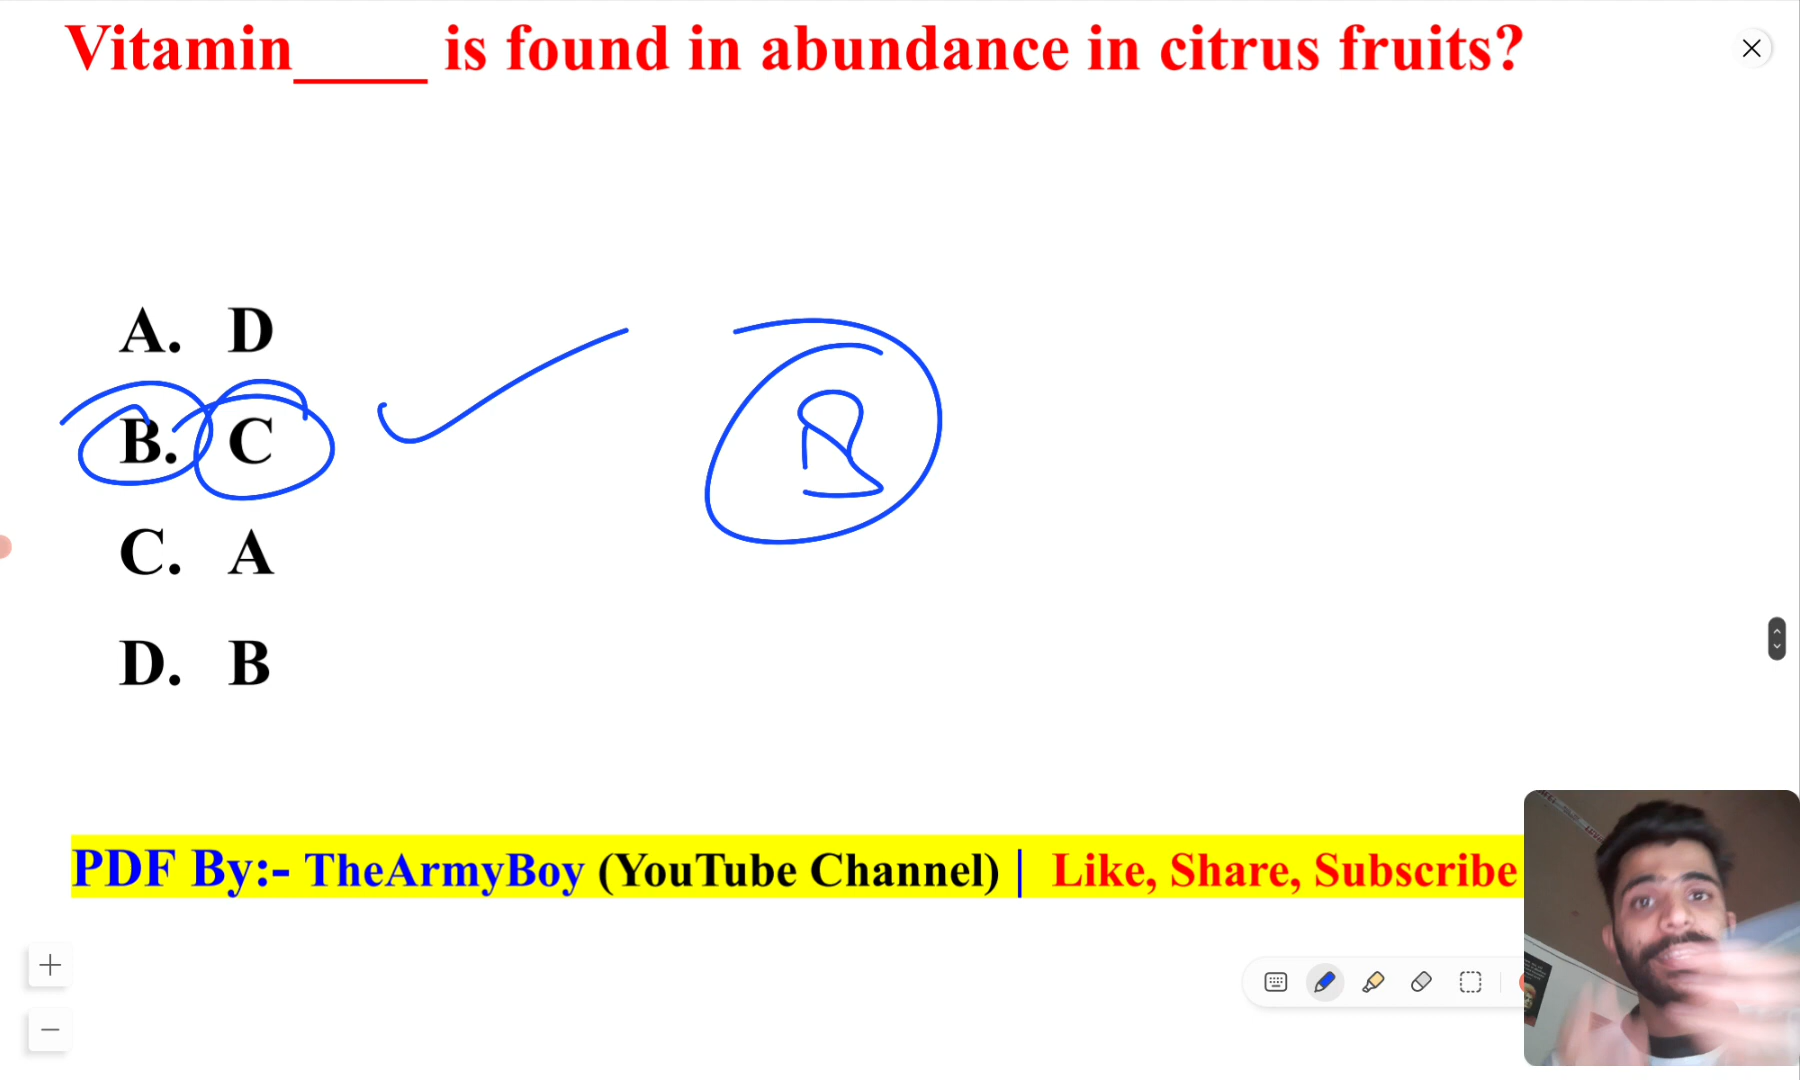 Vitamin____ is found in abundance in citrus fruits?
A. D
B. C
B
C. A
D. B
PDF By:- TheArmyBoy (YouTube Channel) | Like, Share, Subscribe